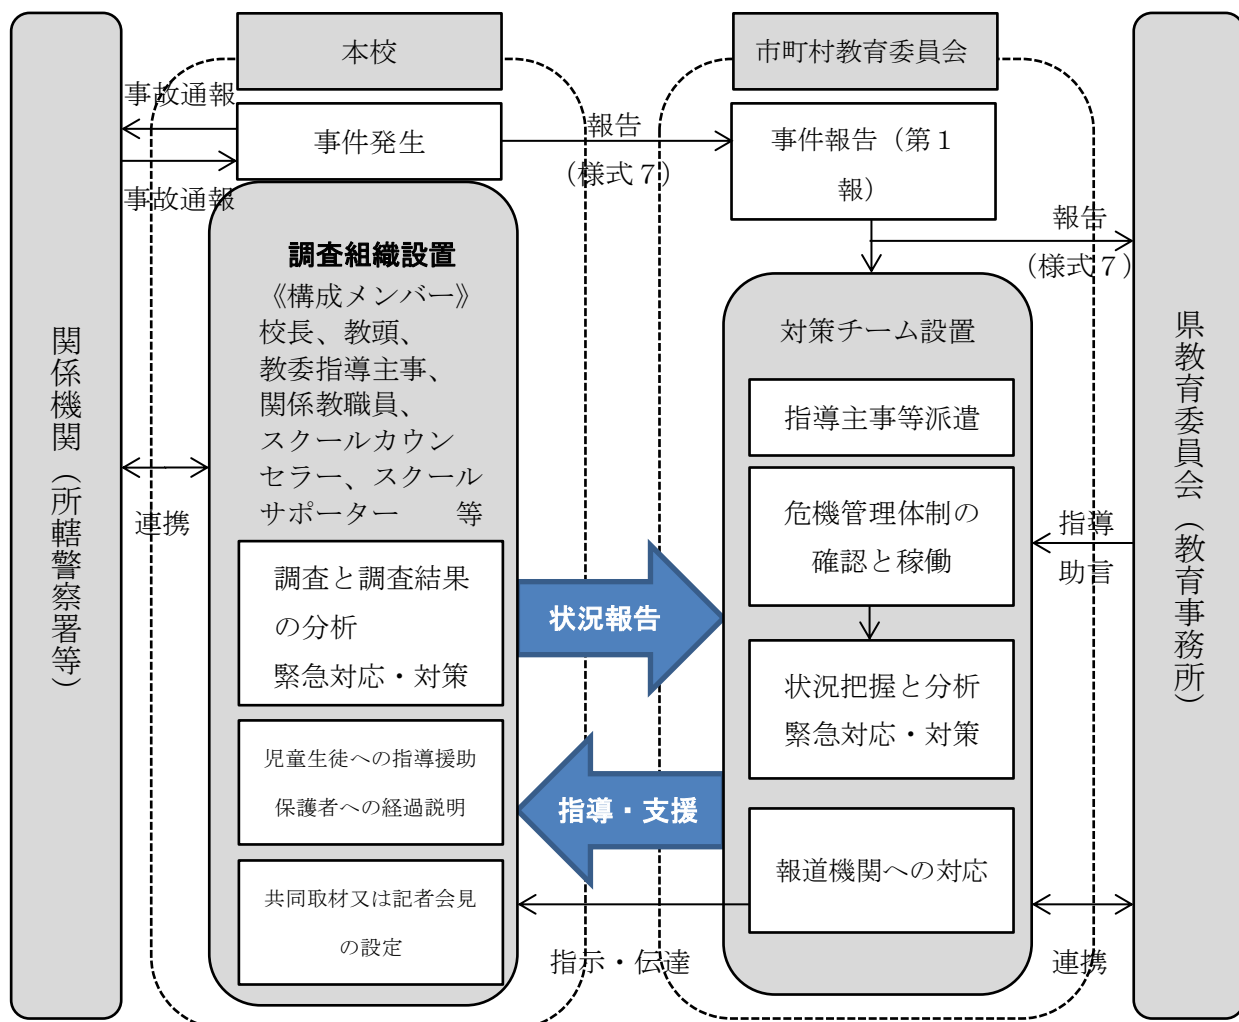 本校
市町村教育委員会
事故通報
事件発生
事故通報
報告
(様式７)
事件報告（第１
報）
報告
(様式７)
関係機関（所轄警察署等）
調査組織設置
《構成メンバー》
校長、教頭、
教委指導主事、
関係教職員、
スクールカウン
セラー、スクール
サポーター　　等
連携
調査と調査結果
の分析
緊急対応・対策
児童生徒への指導援助
保護者への経過説明
共同取材又は記者会見
の設定
状況報告
指導・支援
指示・伝達
対策チーム設置
指導主事等派遣
危機管理体制の
確認と稼働
状況把握と分析
緊急対応・対策
報道機関への対応
指導
助言
連携
県教育委員会（教育事務所）